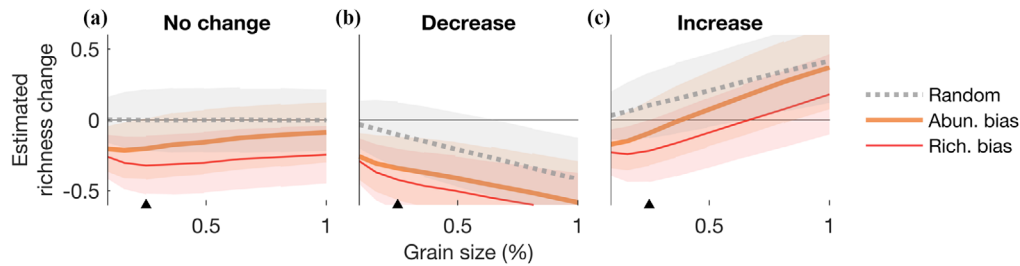 (a) No change
(b) Decrease
(c) Increase
Estimated
richness change
0.5
0
-0.5
0.5 1
0.5 1
0.5 1
Grain size (%)
Random
Abun. bias
Rich. bias